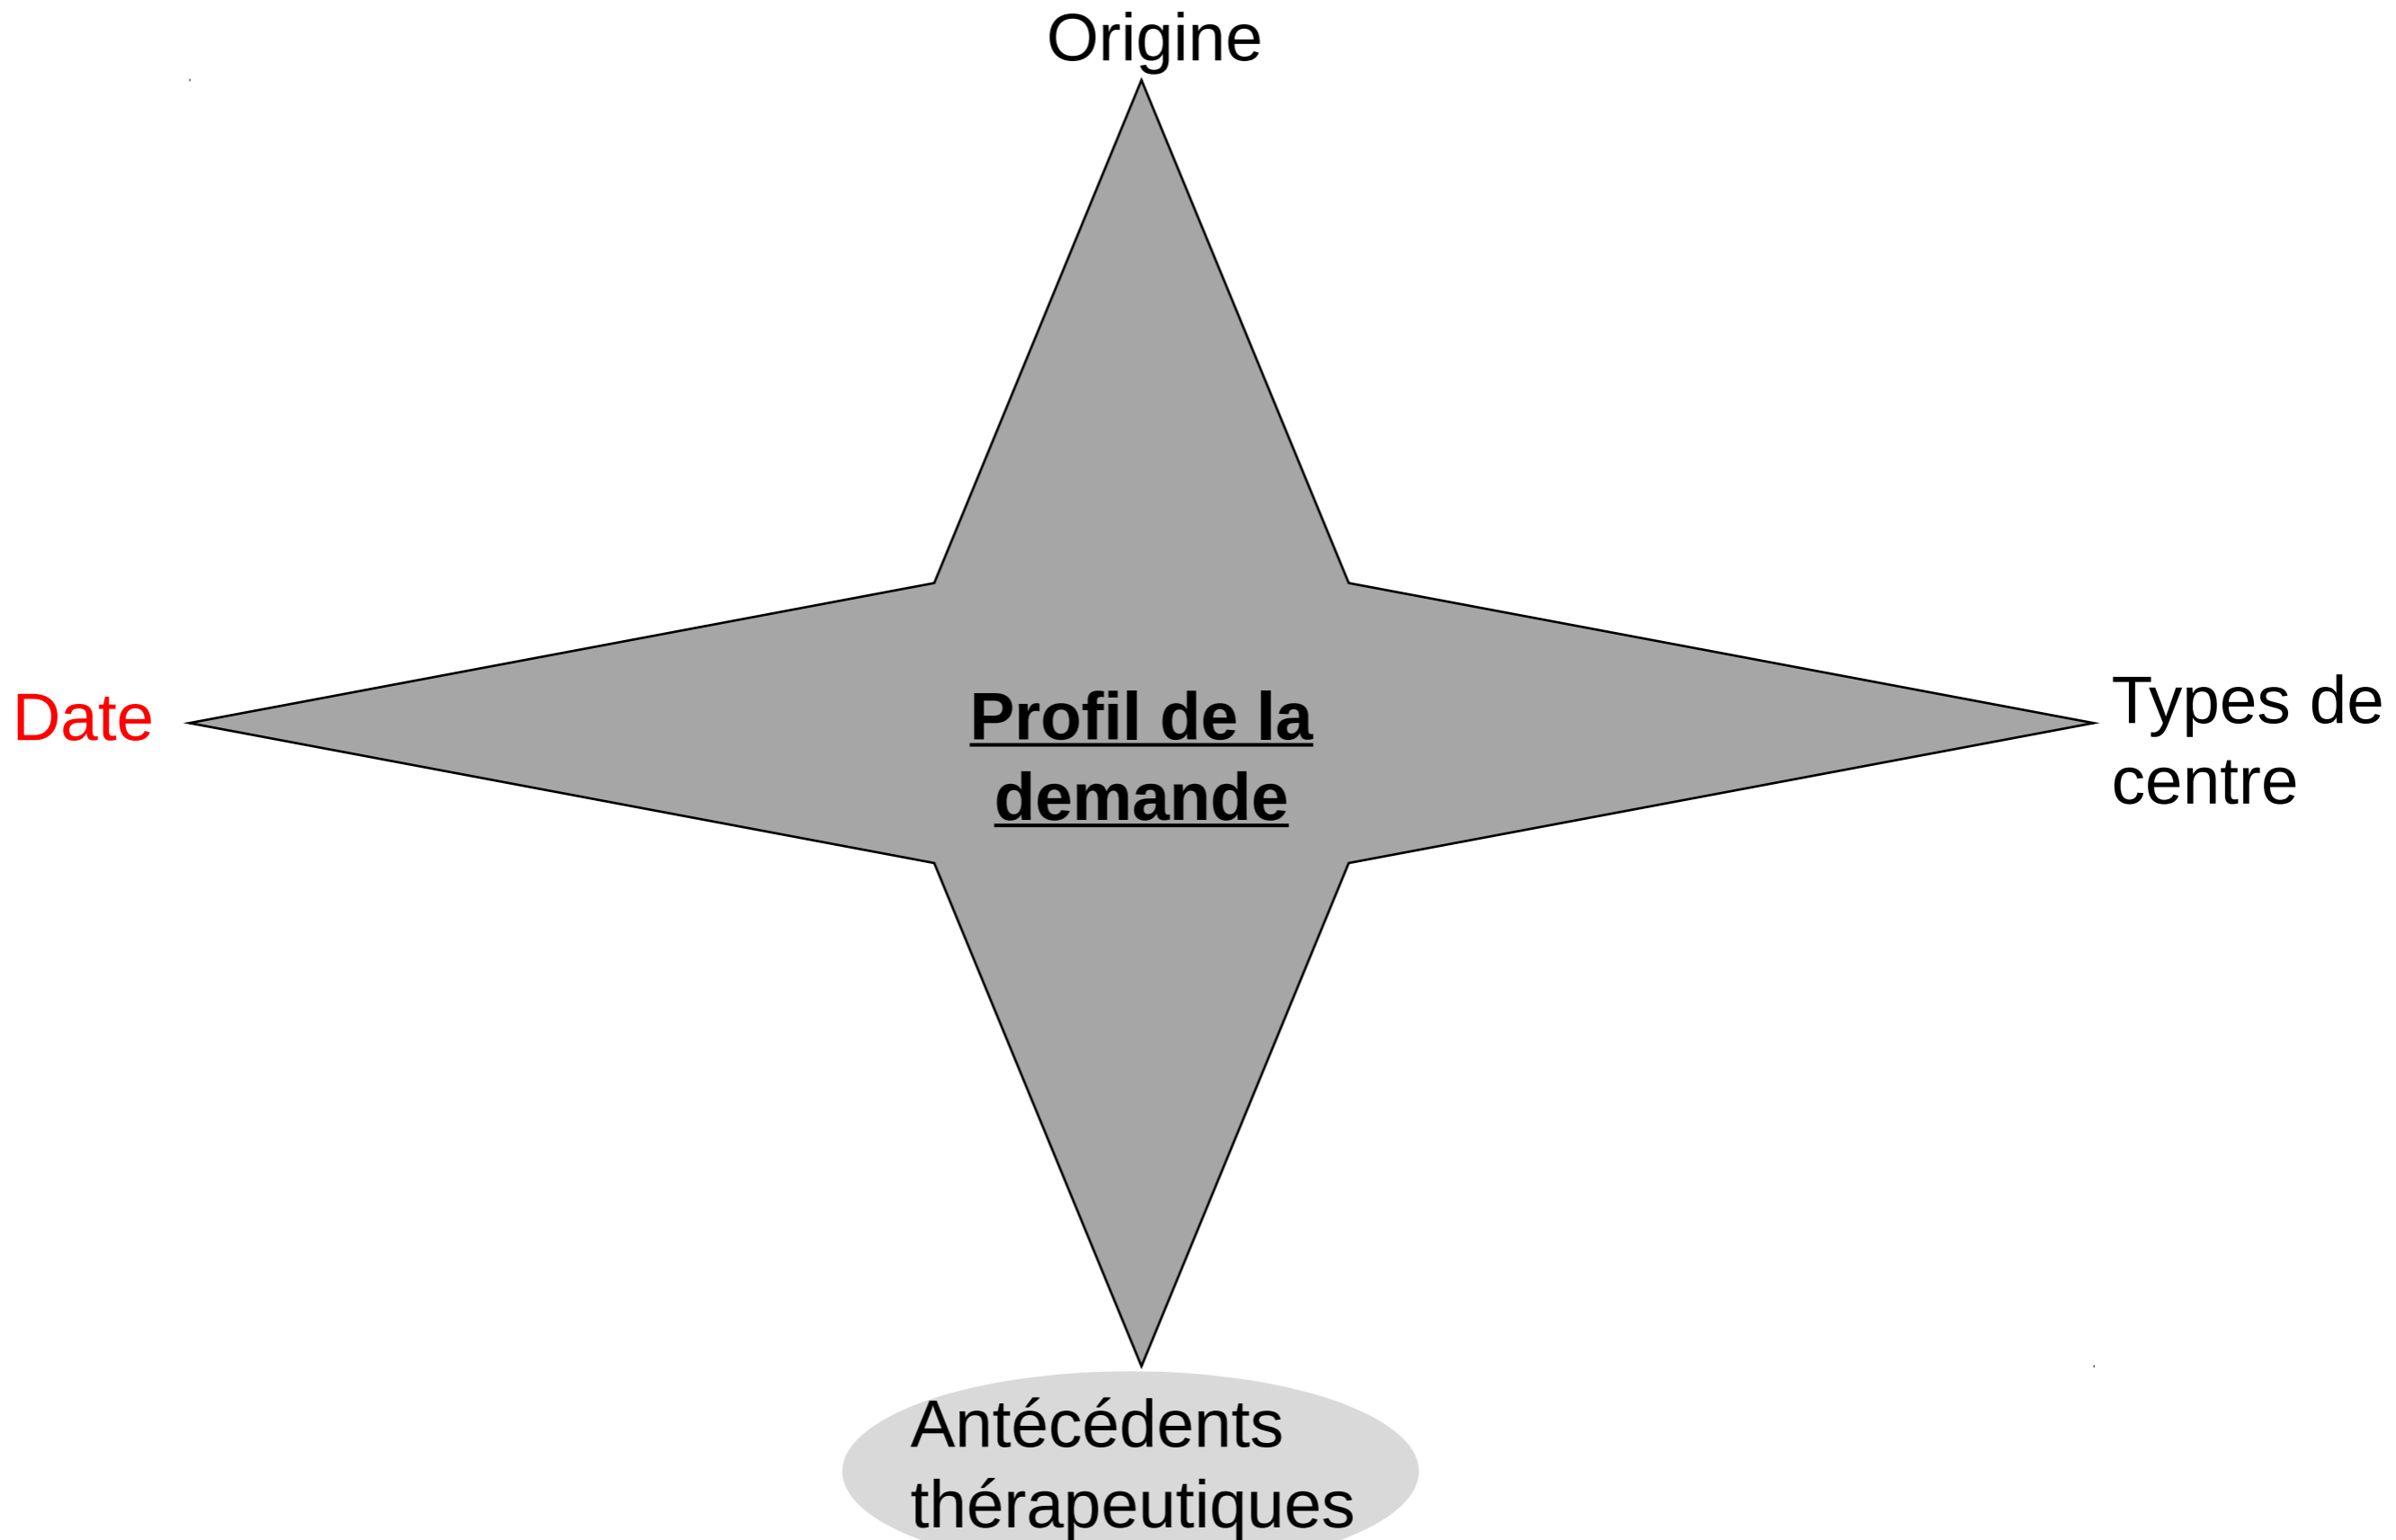 Origine
Date
Profil de la
demande
Types de
centre
Antécédents
thérapeutiques